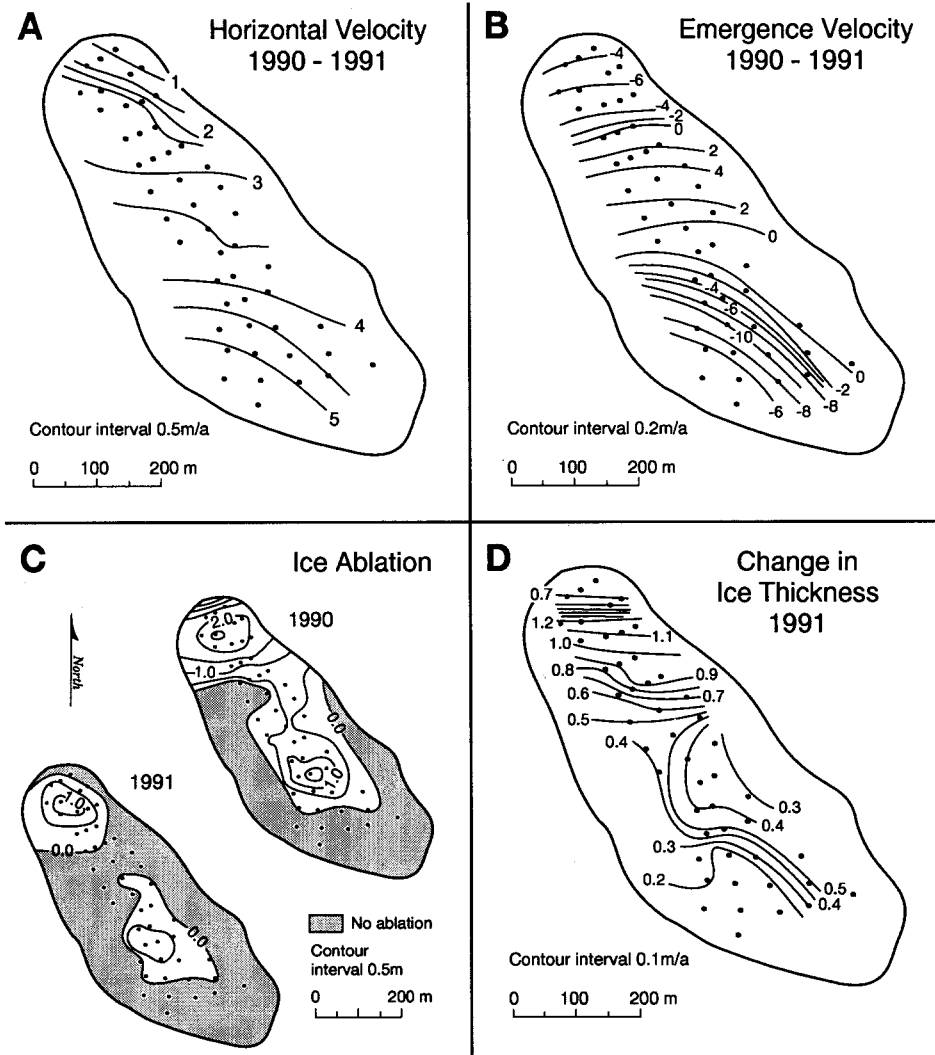 A
Horizontal Velocity
1990 - 1991
1
2
3
4
5
Contour interval 0.5m/a
0 100 200 m
B
Emergence Velocity
1990 - 1991
-4
-6
-4
-2
0
2
4
2
0
-4
-6
-10
0
-2
-8
-8
-6
Contour interval 0.2m/a
0 100 200 m
C
Ice Ablation
1990
2.0
North
1.0
0.0
1.0
1991
1.0
0.0
0.0
No ablation
Contour
interval 0.5m
0 200 m
D
Change in
Ice Thickness
1991
0.7
1.2
1.1
1.0
0.9
0.8
0.7
0.6
0.5
0.4
0.3
0.4
0.3
0.2
0.5
0.4
Contour interval 0.1m/a
0 100 200 m